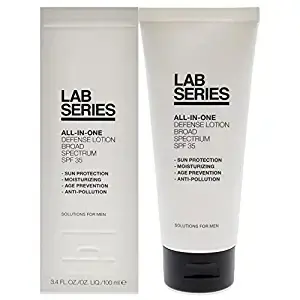 LAB
SERIES
ALL-IN-ONE
DEFENSE LOTION
BROAD
SPECTRUM
SPF 35
- SUN PROTECTION
- MOISTURIZING
- AGE PREVENTION
- ANTI-POLLUTION
SOLUTIONS FOR MEN
3.4 FL.OZ./OZ. LIQ./100 ml ℮
LAB
SERIES
ALL-IN-ONE
DEFENSE LOTION
BROAD
SPECTRUM
SPF 35
- SUN PROTECTION
- MOISTURIZING
- AGE PREVENTION
- ANTI-POLLUTION
SOLUTIONS FOR MEN